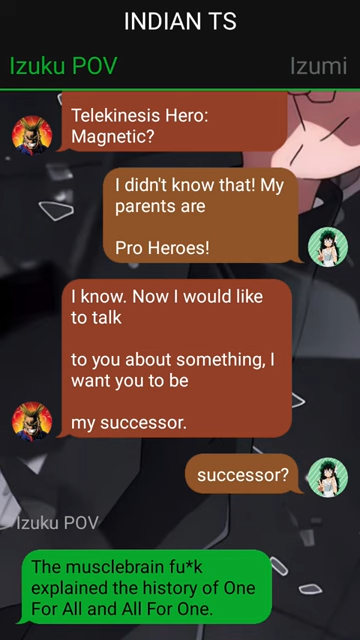 INDIAN TS
Izuku POV Izumi
Telekinesis Hero:
Magnetic?
I didn't know that! My
parents are
Pro Heroes!
I know. Now I would like
to talk
to you about something, I
want you to be
my successor.
successor?
Izuku POV
The musclebrain fu*k
explained the history of One
For All and All For One.